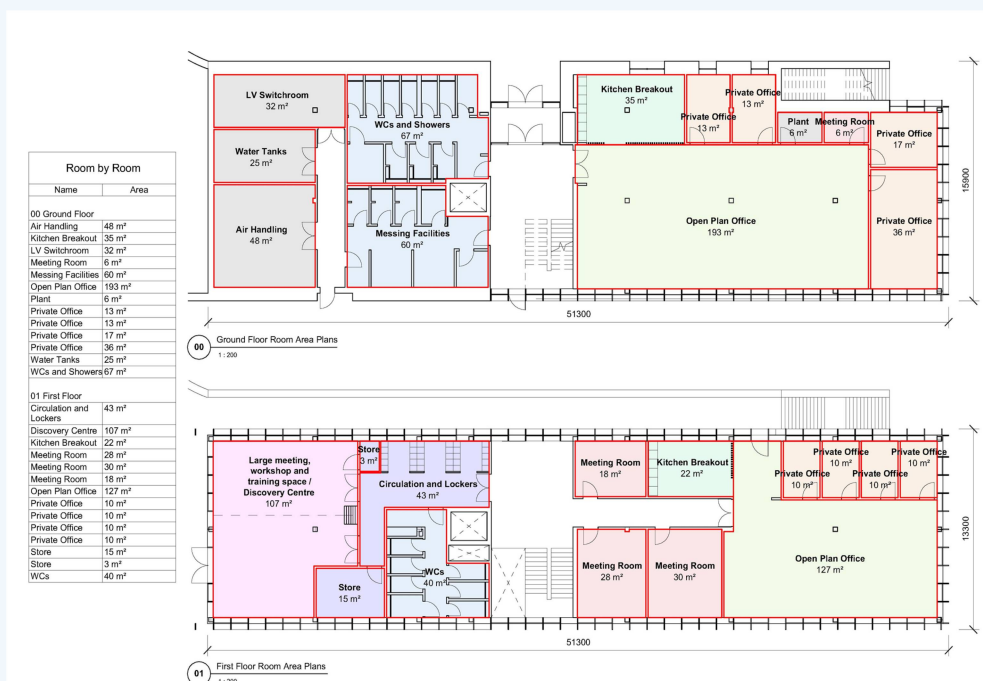 Room by Room
Name Area
00 Ground Floor
Air Handling 48 m²
Kitchen Breakout 35 m²
LV Switchroom 32 m²
Meeting Room 6 m²
Messing Facilities 60 m²
Open Plan Office 193 m²
Plant 6 m²
Private Office 13 m²
Private Office 13 m²
Private Office 17 m²
Private Office 36 m²
Water Tanks 25 m²
WCs and Showers 67 m²
01 First Floor
Circulation and 43 m²
Lockers
Discovery Centre 107 m²
Kitchen Breakout 22 m²
Meeting Room 28 m²
Meeting Room 30 m²
Meeting Room 18 m²
Open Plan Office 127 m²
Private Office 10 m²
Private Office 10 m²
Private Office 10 m²
Private Office 10 m²
Store 15 m²
Store 3 m²
WCs 40 m²
LV Switchroom
32 m²
WCs and Showers
67 m²
Water Tanks
25 m²
Air Handling
48 m²
Messing Facilities
60 m²
Kitchen Breakout
35 m²
Private Office
13 m²
Private Office
13 m²
Plant
6 m²
Meeting Room
6 m²
Private Office
17 m²
Open Plan Office
193 m²
Private Office
36 m²
15900
51300
00 Ground Floor Room Area Plans
1 : 200
Large meeting,
workshop and
training space /
Discovery Centre
107 m²
Store
3 m²
Circulation and Lockers
43 m²
WCs
40 m²
Store
15 m²
Meeting Room
18 m²
Kitchen Breakout
22 m²
Private Office
10 m²
Private Office
10 m²
Private Office
10 m²
Private Office
10 m²
Meeting Room
28 m²
Meeting Room
30 m²
Open Plan Office
127 m²
13300
51300
01 First Floor Room Area Plans
1 : 200